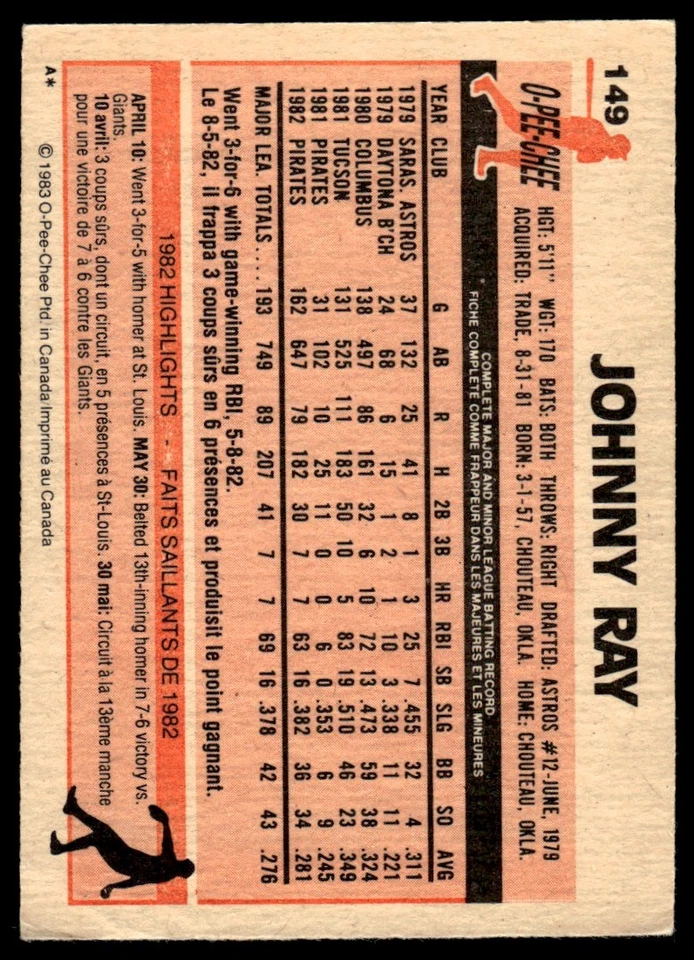 149
JOHNNY RAY
O-PEE-CHEE
HGT: 5'11" WGT: 170 BATS: BOTH THROWS: RIGHT DRAFTED: ASTROS #12-JUNE, 1979
ACQUIRED: TRADE, 8-31-81 BORN: 3-1-57, CHOUTEAU, OKLA. HOME: CHOUTEAU, OKLA.
COMPLETE MAJOR AND MINOR LEAGUE BATTING RECORD
FICHE COMPLETE COMME FRAPPEUR DANS LES MAJEURES ET LES MINEURES
YEAR CLUB G AB R H 2B 3B HR RBI SB SLG BB SO AVG
1979 SARAS. ASTROS 37 132 25 41 8 1 3 25 7 .455 32 4 .311
1979 DAYTONA B'CH 24 68 6 15 1 2 1 10 3 .338 11 11 .221
1980 COLUMBUS 138 497 86 161 32 6 10 72 13 .473 59 38 .324
1981 TUCSON 131 525 111 183 50 10 5 83 19 .510 46 23 .349
1981 PIRATES 31 102 10 25 11 0 0 6 0 .353 6 9 .245
1982 PIRATES 162 647 79 182 30 7 7 63 16 .382 36 34 .281
MAJOR LEA. TOTALS ..... 193 749 89 207 41 7 7 69 16 .378 42 43 .276
Went 3-for-6 with game-winning RBI, 5-8-82.
Le 8-5-82, il frappa 3 coups sûrs en 6 présences et produisit le point gagnant.
1982 HIGHLIGHTS - FAITS SAILLANTS DE 1982
APRIL 10: Went 3-for-5 with homer at St. Louis. MAY 30: Belted 13th-inning homer in 7-6 victory vs.
Giants.
10 avril: 3 coups sûrs, dont un circuit, en 5 présences à St-Louis. 30 mai: Circuit à la 13ème manche
pour une victoire de 7 à 6 contre les Giants.
A* © 1983 O-Pee-Chee Ptd. in Canada/Imprimé au Canada